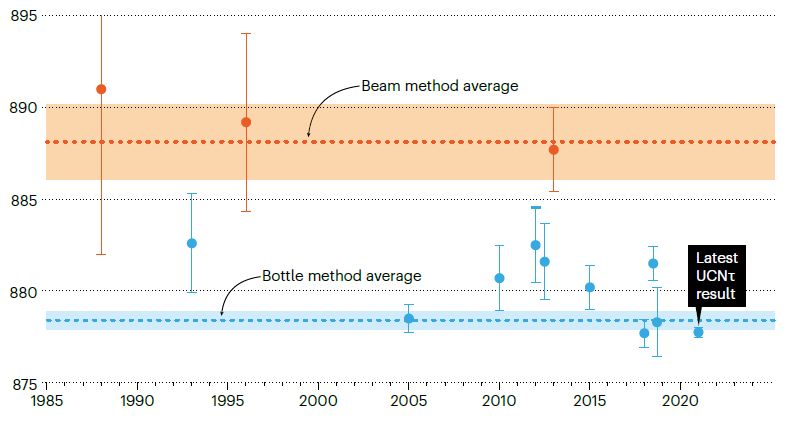 895
890
885
880
875
Beam method average
Bottle method average
Latest
UCNτ
result
1985
1990
1995
2000
2005
2010
2015
2020